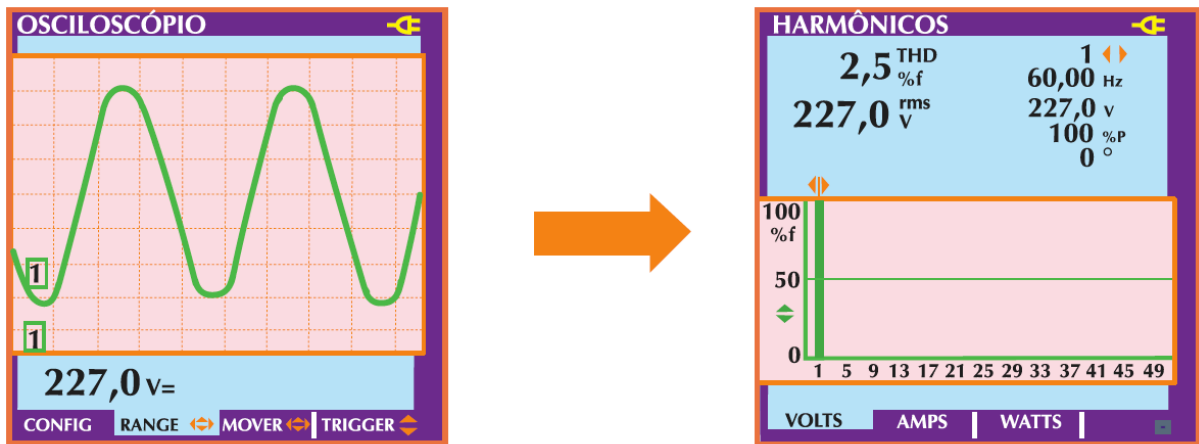 OSCILOSCÓPIO
1
1
227,0 V=
CONFIG RANGE MOVER TRIGGER
HARMÔNICOS
2,5 THD %f
227,0 rms V
1
60,00 Hz
227,0 V
100 %P
0 °
100
%f
50
0
1 5 9 13 17 21 25 29 33 37 41 45 49
VOLTS AMPS WATTS